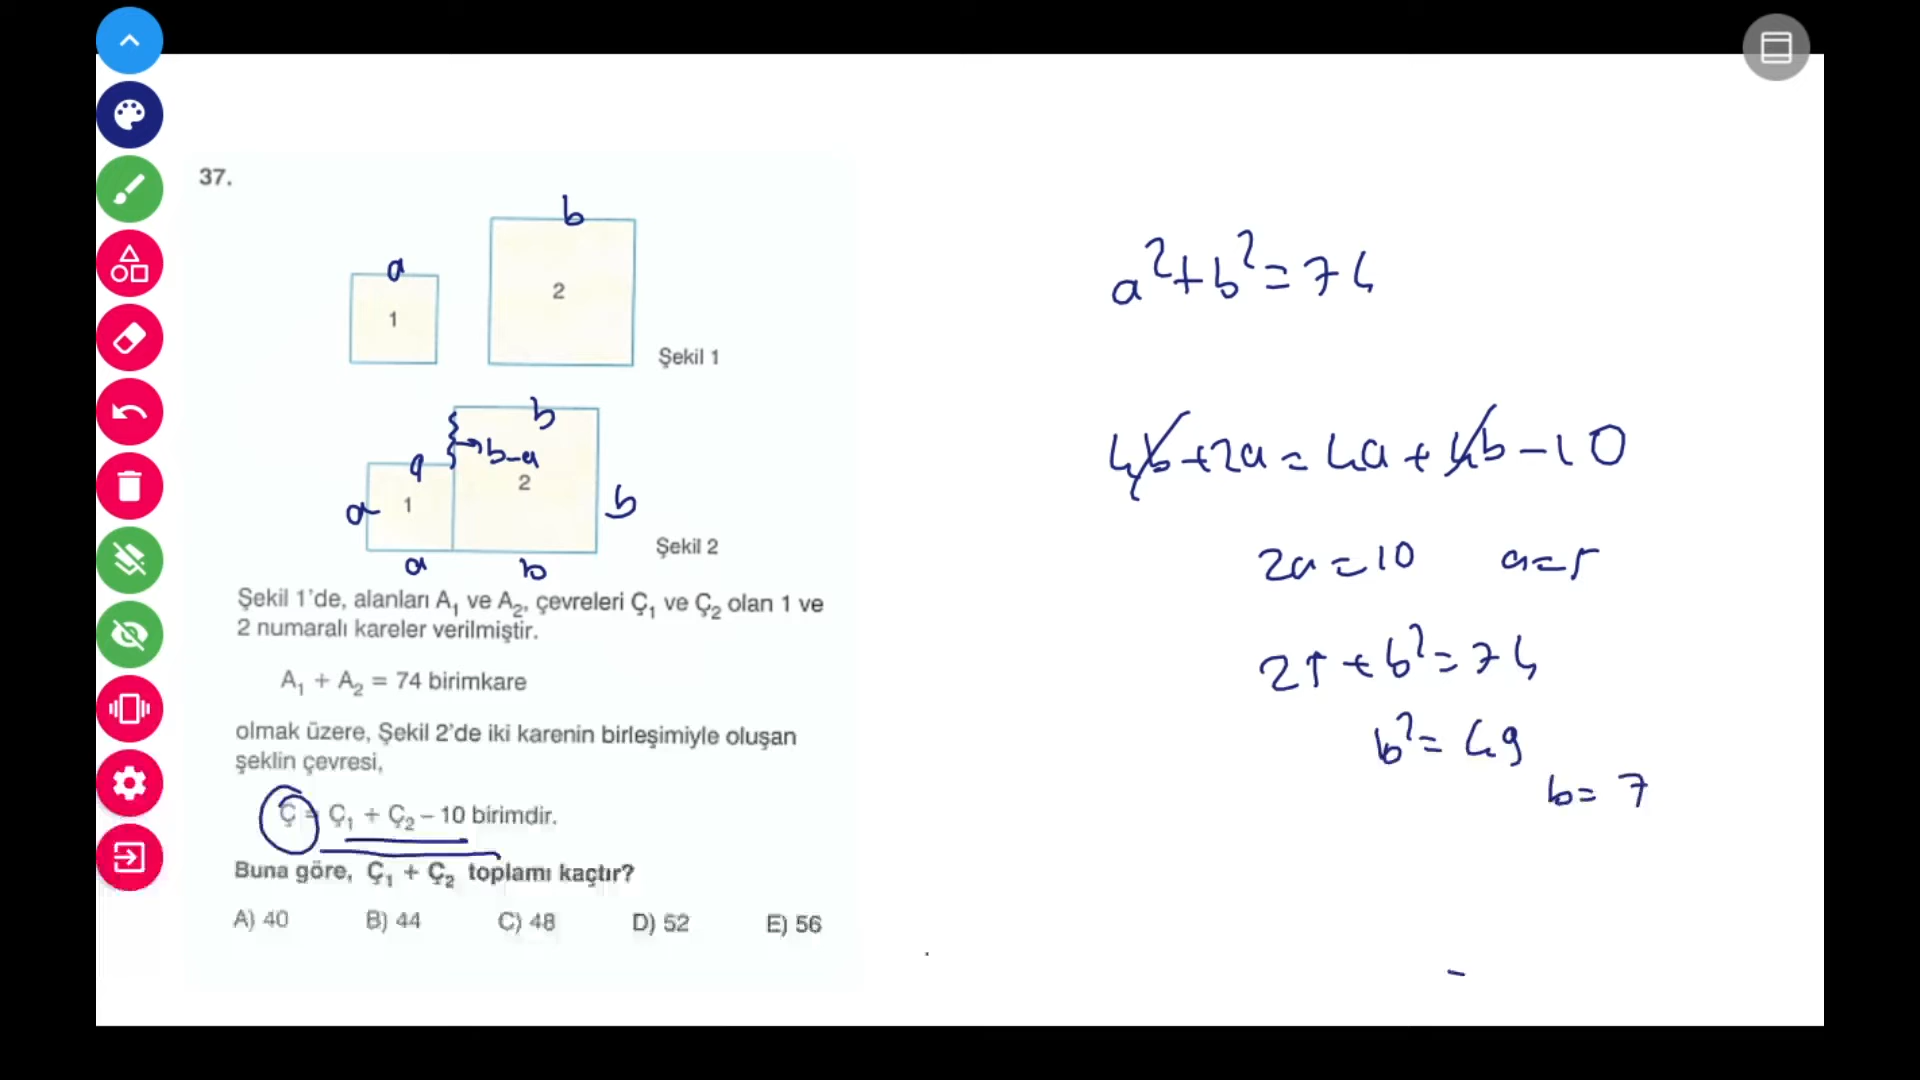 37.
b
a
1
2
Şekil 1
b
b-a
a
1
2
a
b
Şekil 2
a
b
Şekil 1'de, alanları A₁ ve A₂, çevreleri Ç₁ ve Ç₂ olan 1 ve
2 numaralı kareler verilmiştir.
A₁ + A₂ = 74 birimkare
olmak üzere, Şekil 2'de iki karenin birleşimiyle oluşan
şeklin çevresi,
Ç = Ç₁ + Ç₂ – 10 birimdir.
Buna göre, Ç₁ + Ç₂ toplamı kaçtır?
A) 40 B) 44 C) 48 D) 52 E) 56
a²+b²=74
4b+2a=4a+4b-10
2a=10 a=5
25+b²=74
b²=49
b=7